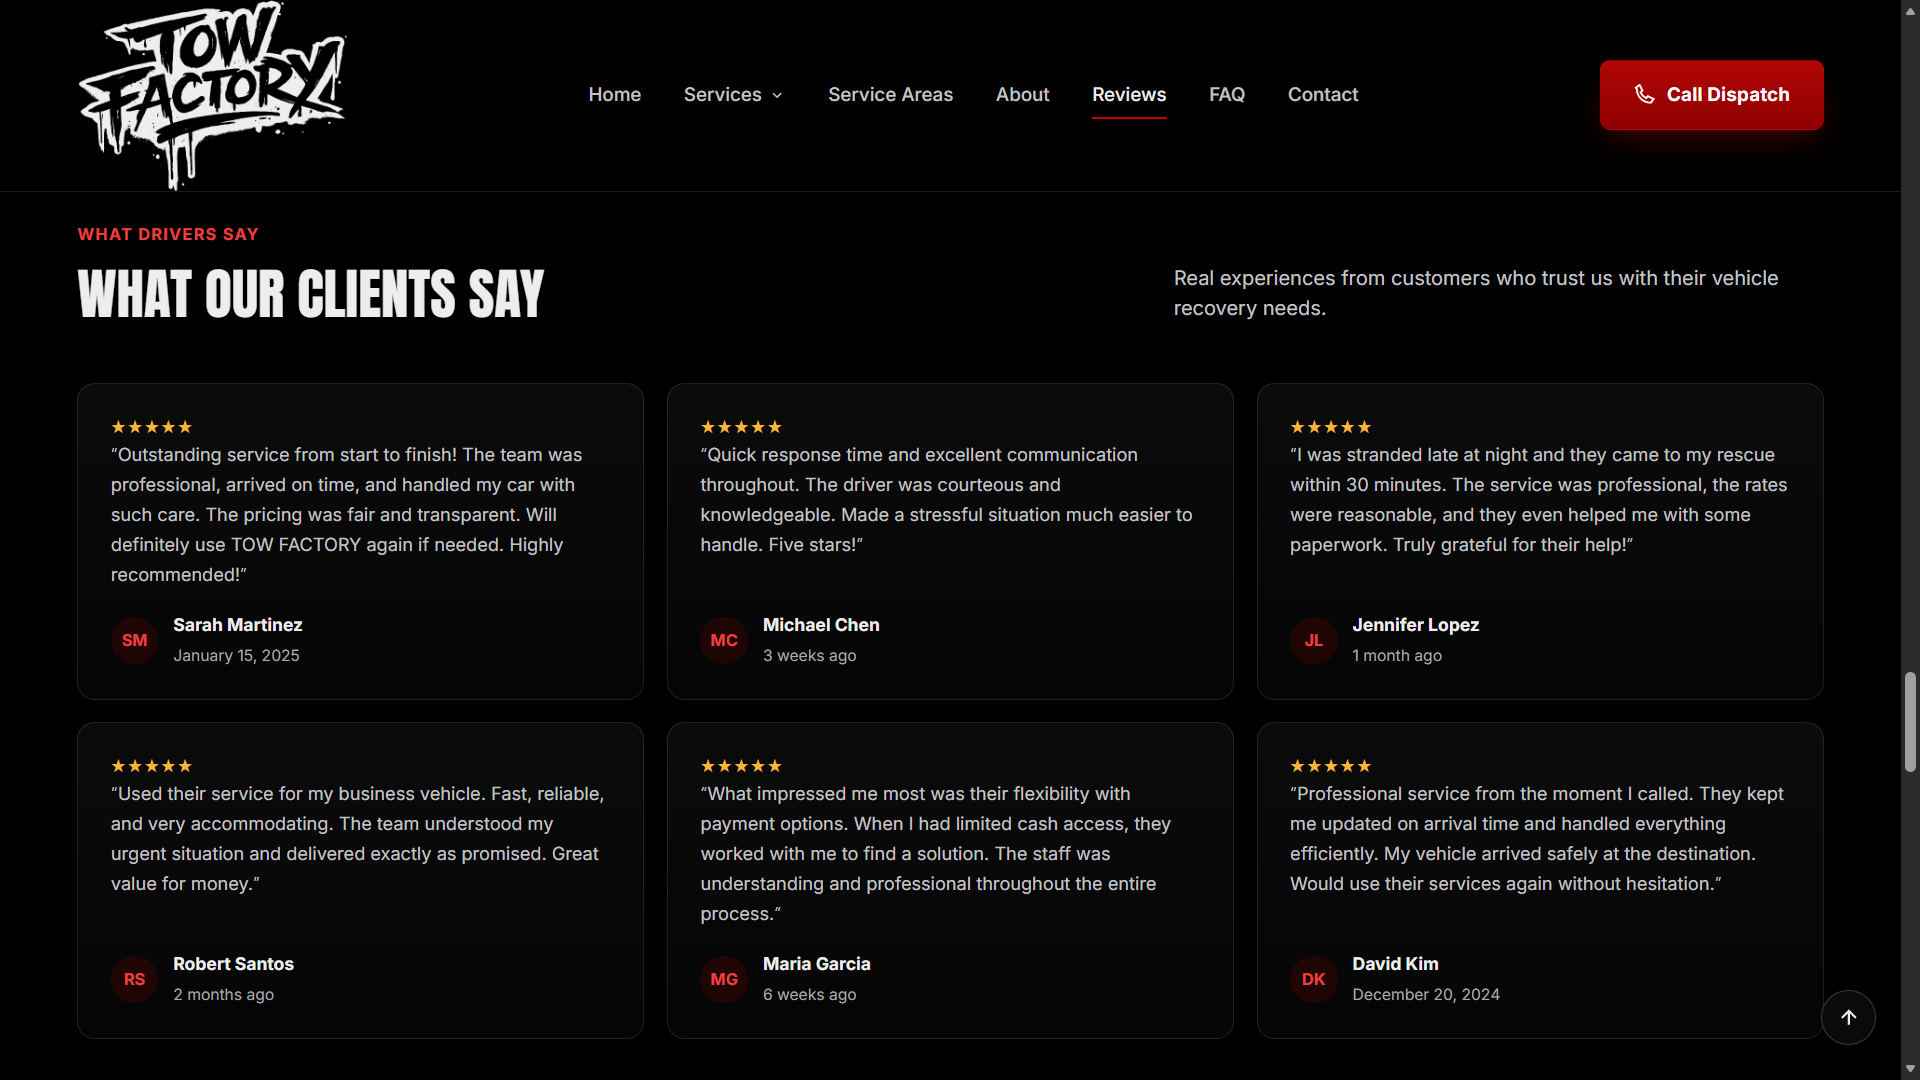 TOW
FACTORY
Home
Services
Service Areas
About
Reviews
FAQ
Contact
Call Dispatch
WHAT DRIVERS SAY
WHAT OUR CLIENTS SAY
Real experiences from customers who trust us with their vehicle
recovery needs.
★★★★★
"Outstanding service from start to finish! The team was
professional, arrived on time, and handled my car with
such care. The pricing was fair and transparent. Will
definitely use TOW FACTORY again if needed. Highly
recommended!"
SM
Sarah Martinez
January 15, 2025
★★★★★
"Quick response time and excellent communication
throughout. The driver was courteous and
knowledgeable. Made a stressful situation much easier to
handle. Five stars!"
MC
Michael Chen
3 weeks ago
★★★★★
"I was stranded late at night and they came to my rescue
within 30 minutes. The service was professional, the rates
were reasonable, and they even helped me with some
paperwork. Truly grateful for their help!"
JL
Jennifer Lopez
1 month ago
★★★★★
"Used their service for my business vehicle. Fast, reliable,
and very accommodating. The team understood my
urgent situation and delivered exactly as promised. Great
value for money."
RS
Robert Santos
2 months ago
★★★★★
"What impressed me most was their flexibility with
payment options. When I had limited cash access, they
worked with me to find a solution. The staff was
understanding and professional throughout the entire
process."
MG
Maria Garcia
6 weeks ago
★★★★★
"Professional service from the moment I called. They kept
me updated on arrival time and handled everything
efficiently. My vehicle arrived safely at the destination.
Would use their services again without hesitation."
DK
David Kim
December 20, 2024